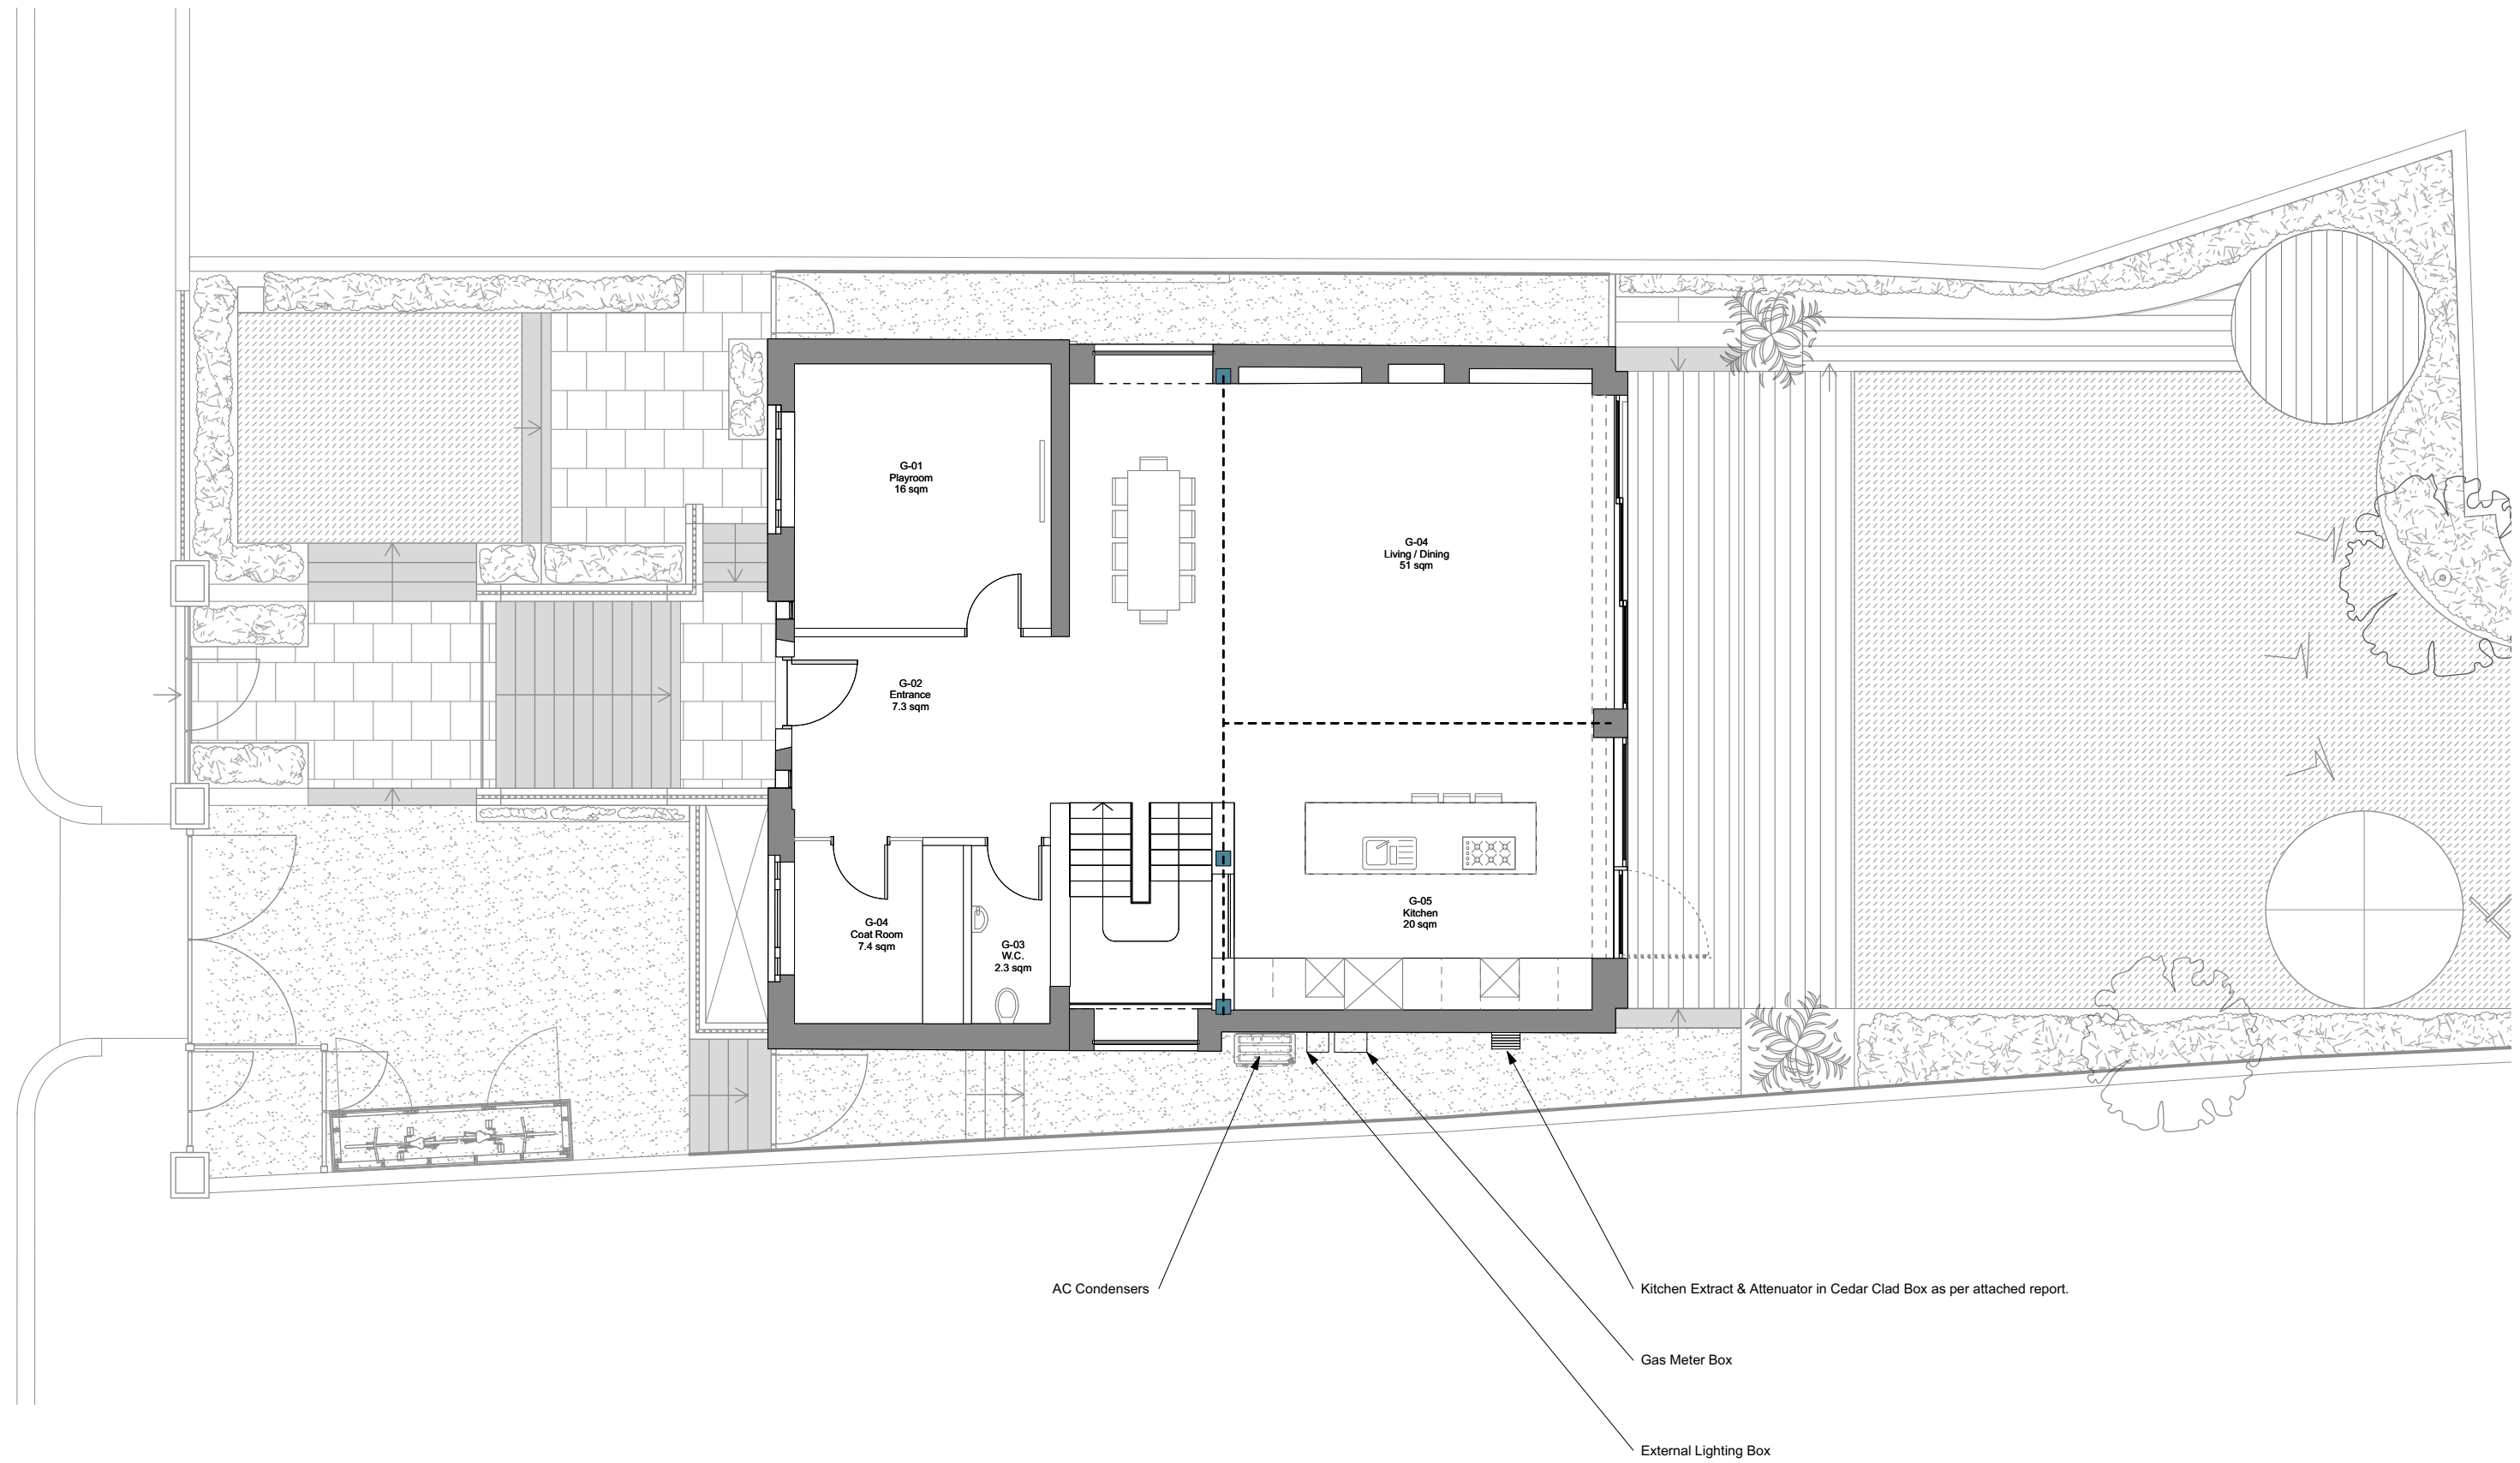 G-01
Playroom
16 sqm
G-04
Living / Dining
51 sqm
G-02
Entrance
7.3 sqm
G-05
Kitchen
20 sqm
G-04
Coat Room
7.4 sqm
G-03
W.C.
2.3 sqm
AC Condensers
Kitchen Extract & Attenuator in Cedar Clad Box as per attached report.
Gas Meter Box
External Lighting Box